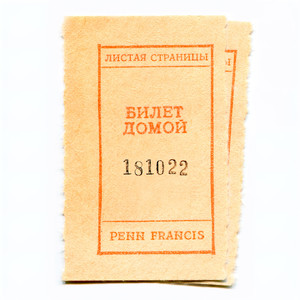 ЛИСТАЯ СТРАНИЦЫ
БИЛЕТ
ДОМОЙ
181022
PENN FRANCIS